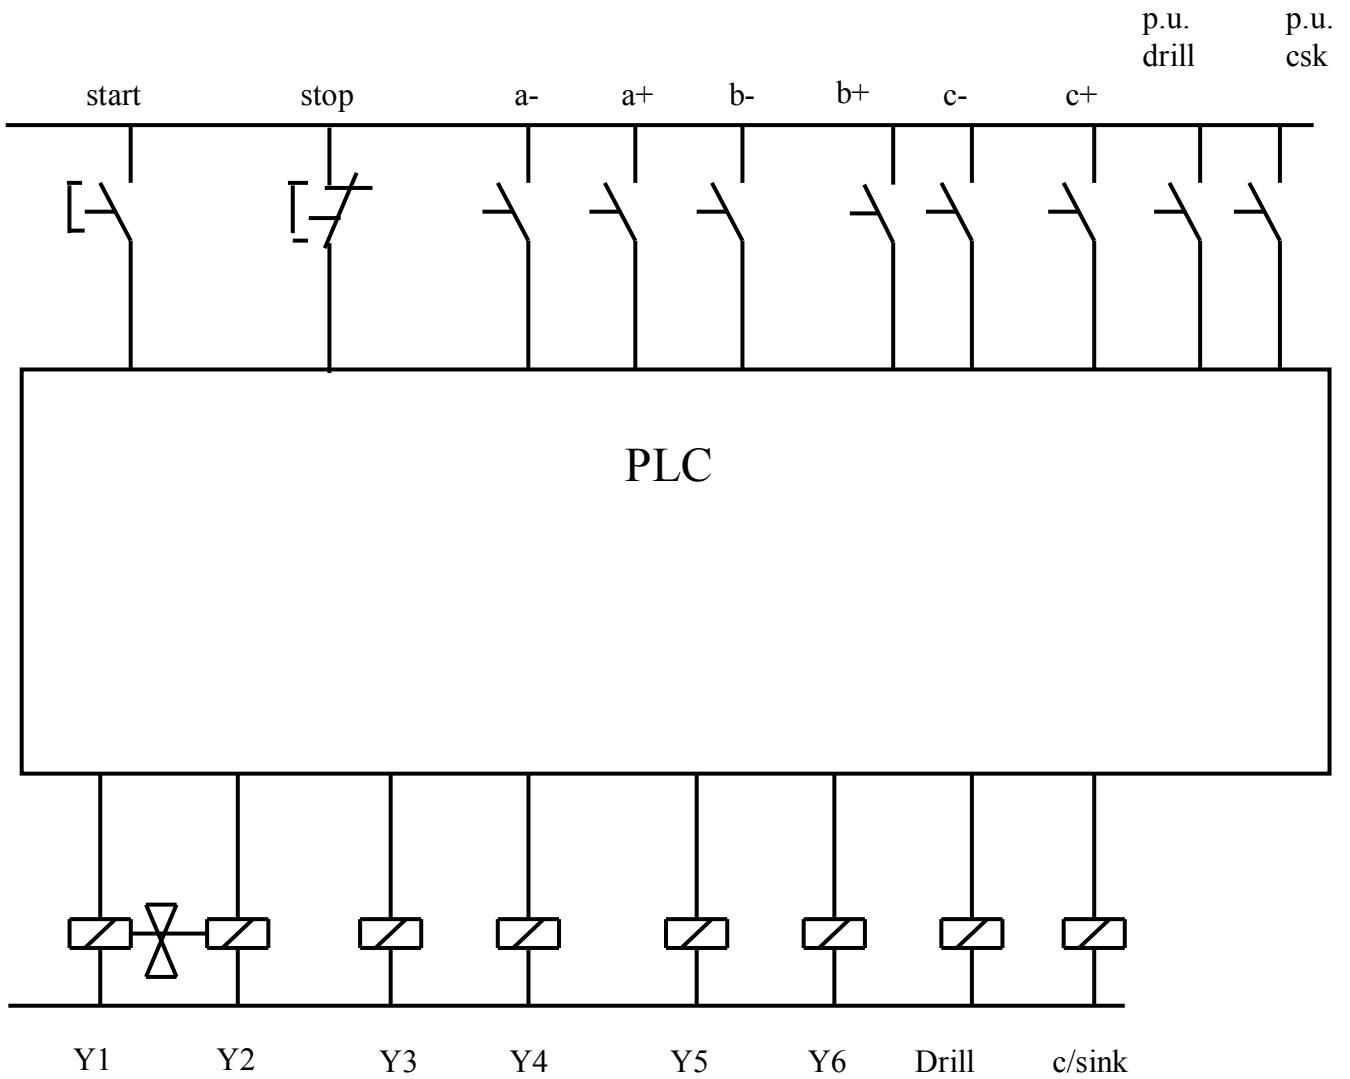 p.u.
drill
p.u.
csk
start
stop
a-
a+
b-
b+
c-
c+
PLC
Y1
Y2
Y3
Y4
Y5
Y6
Drill
c/sink